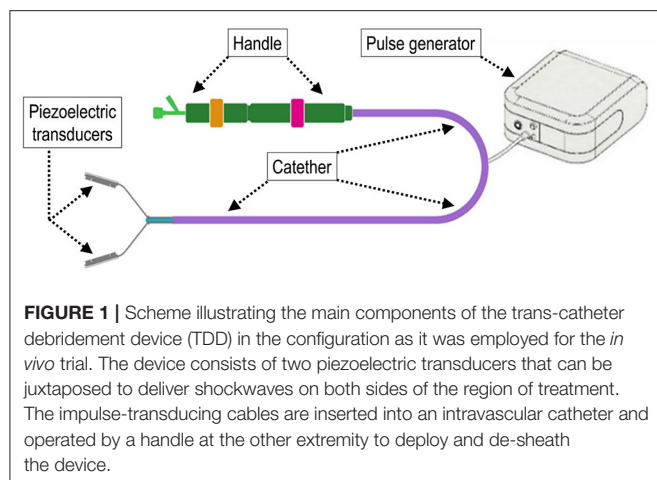 Handle
Pulse generator
Piezoelectric
transducers
Catether
FIGURE 1 | Scheme illustrating the main components of the trans-catheter
debridement device (TDD) in the configuration as it was employed for the in
vivo trial. The device consists of two piezoelectric transducers that can be
juxtaposed to deliver shockwaves on both sides of the region of treatment.
The impulse-transducing cables are inserted into an intravascular catheter and
operated by a handle at the other extremity to deploy and de-sheath
the device.